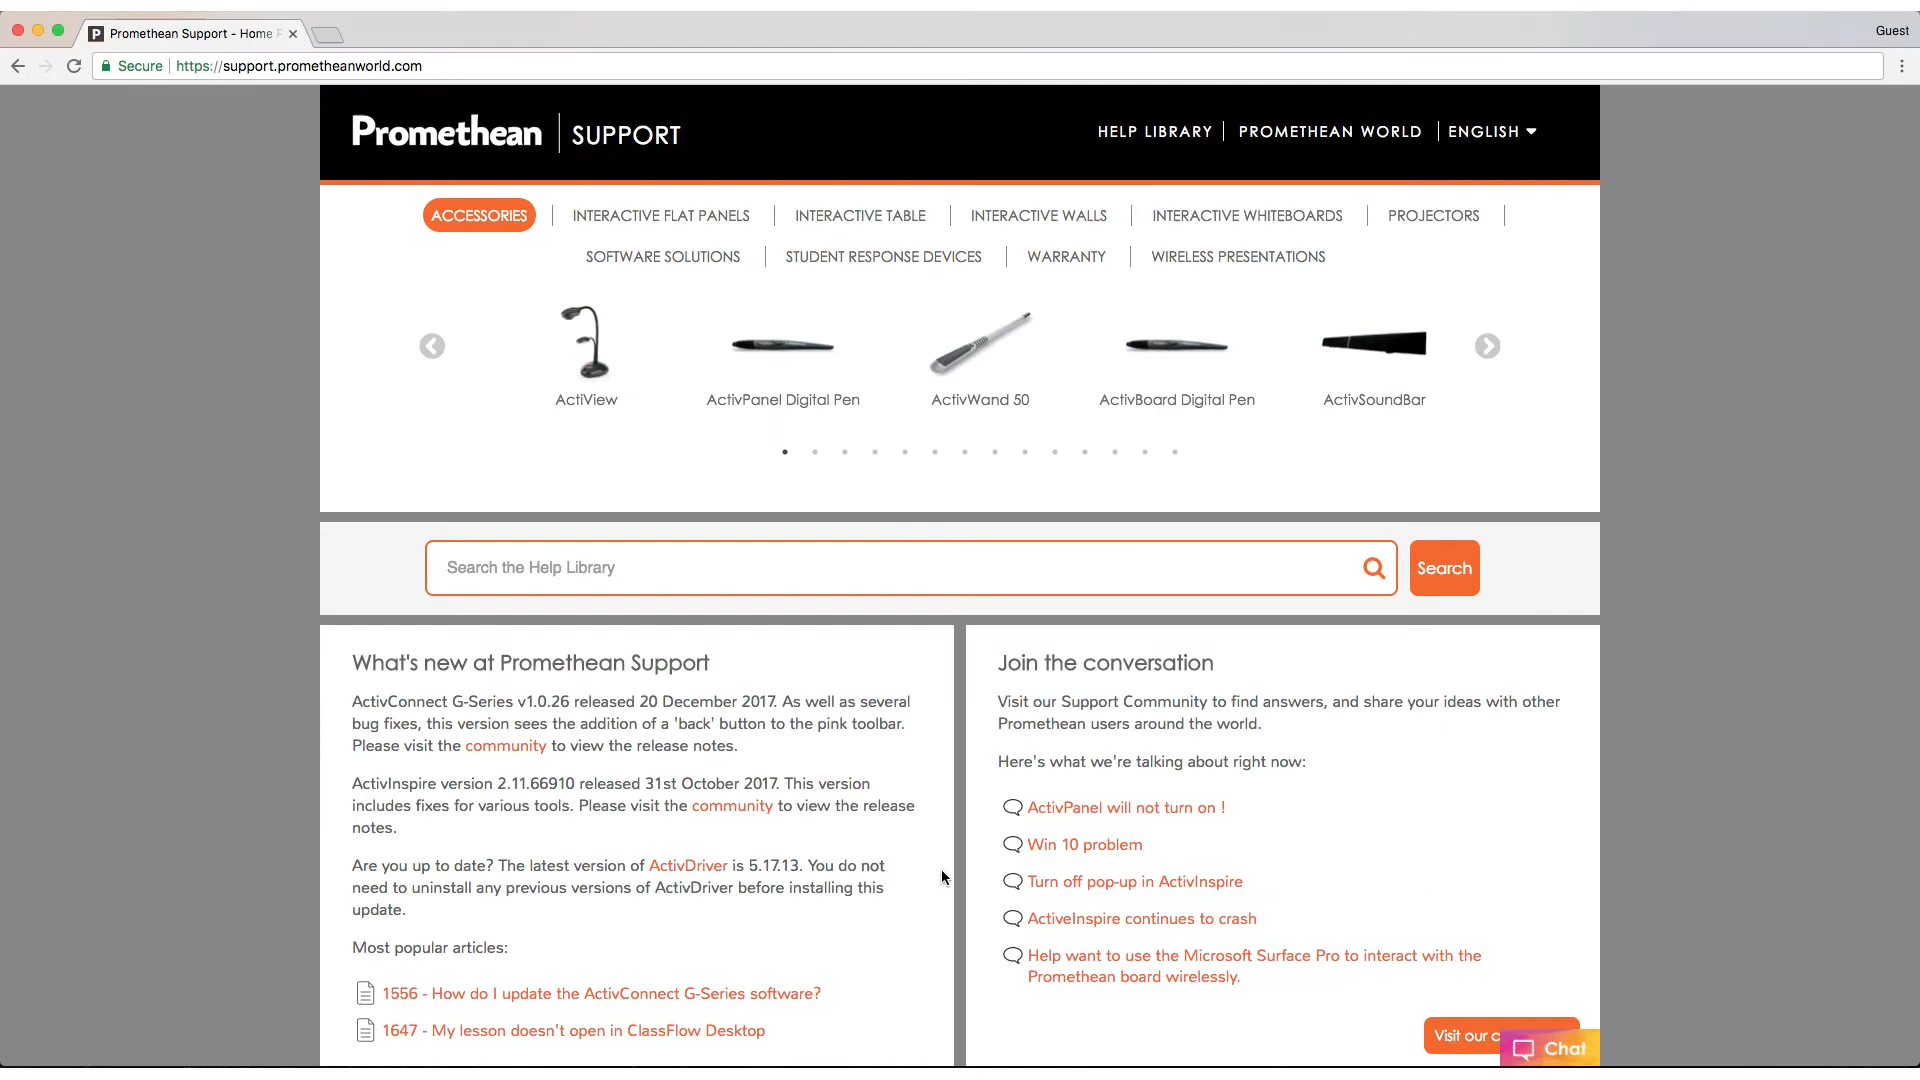 Promethean Support - Home P
Guest
Secure https://support.prometheanworld.com
Promethean SUPPORT
HELP LIBRARY PROMETHEAN WORLD ENGLISH
ACCESSORIES INTERACTIVE FLAT PANELS INTERACTIVE TABLE INTERACTIVE WALLS INTERACTIVE WHITEBOARDS PROJECTORS
SOFTWARE SOLUTIONS STUDENT RESPONSE DEVICES WARRANTY WIRELESS PRESENTATIONS
ActiView ActivPanel Digital Pen ActivWand 50 ActivBoard Digital Pen ActivSoundBar
Search the Help Library
Search
What's new at Promethean Support
ActivConnect G-Series v1.0.26 released 20 December 2017. As well as several
bug fixes, this version sees the addition of a 'back' button to the pink toolbar.
Please visit the community to view the release notes.
ActivInspire version 2.11.66910 released 31st October 2017. This version
includes fixes for various tools. Please visit the community to view the release
notes.
Are you up to date? The latest version of ActivDriver is 5.17.13. You do not
need to uninstall any previous versions of ActivDriver before installing this
update.
Most popular articles:
1556 - How do I update the ActivConnect G-Series software?
1647 - My lesson doesn't open in ClassFlow Desktop
Join the conversation
Visit our Support Community to find answers, and share your ideas with other
Promethean users around the world.
Here's what we're talking about right now:
ActivPanel will not turn on !
Win 10 problem
Turn off pop-up in ActivInspire
ActiveInspire continues to crash
Help want to use the Microsoft Surface Pro to interact with the
Promethean board wirelessly.
Visit our c
Chat